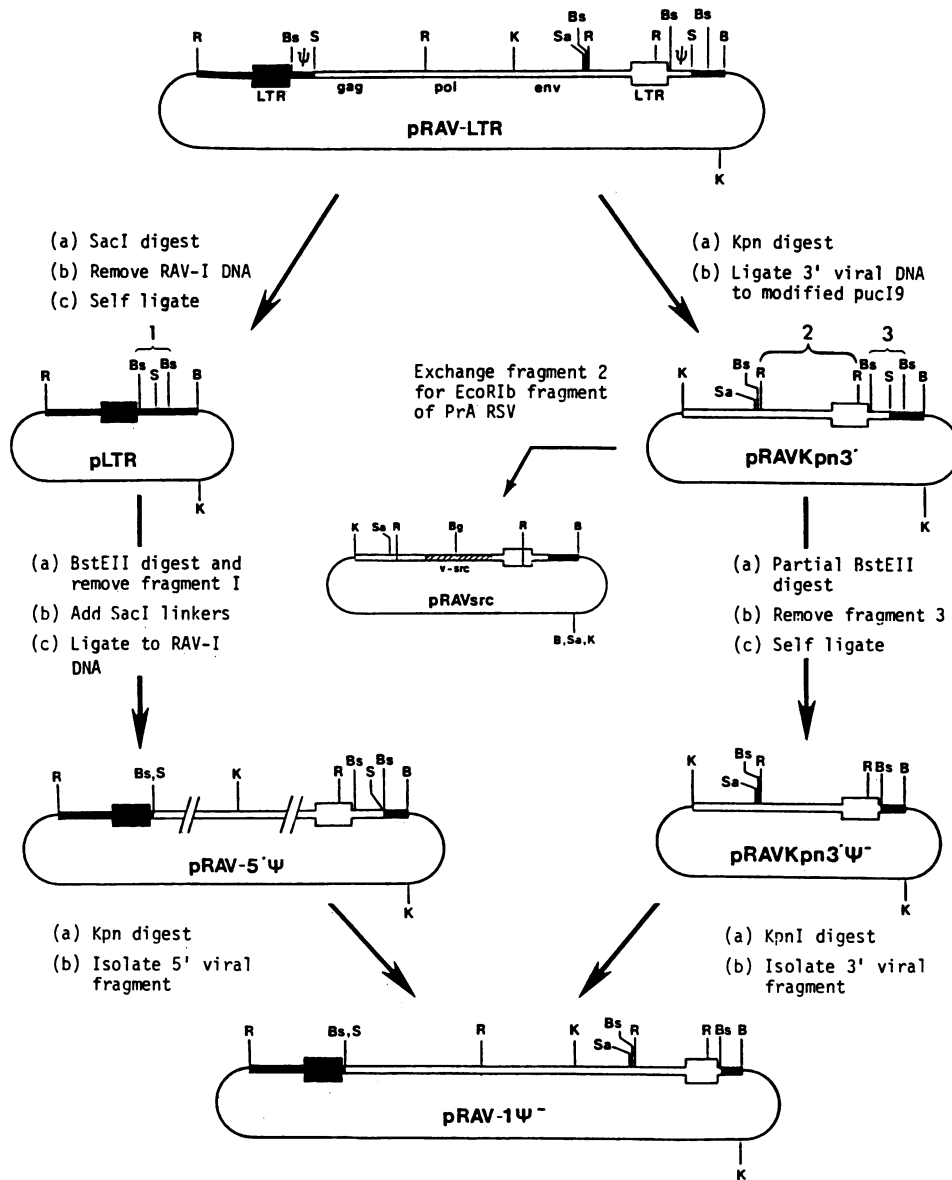 R Bs Ψ S R K Sa Bs R R Bs Ψ S Bs B
LTR gag pol env LTR
pRAV-LTR
K
(a) SacI digest
(b) Remove RAV-I DNA
(c) Self ligate
(a) Kpn digest
(b) Ligate 3' viral DNA
to modified pucI9
1
R Bs S Bs B
pLTR
K
Exchange fragment 2
for EcoRIb fragment
of PrA RSV
2 3
K Sa Bs R R Bs S Bs B
pRAVKpn3'
K
K Sa R Bg R B
v-src
pRAVsrc
B,Sa,K
(a) BstEII digest and
remove fragment I
(b) Add SacI linkers
(c) Ligate to RAV-I
DNA
(a) Partial BstEII
digest
(b) Remove fragment 3
(c) Self ligate
R Bs,S K R Bs S Bs B
pRAV-5'Ψ
K
K Sa Bs R R Bs B
pRAVKpn3'Ψ-
K
(a) Kpn digest
(b) Isolate 5' viral
fragment
(a) KpnI digest
(b) Isolate 3' viral
fragment
R Bs,S R K Sa Bs R R Bs B
pRAV-1Ψ-
K